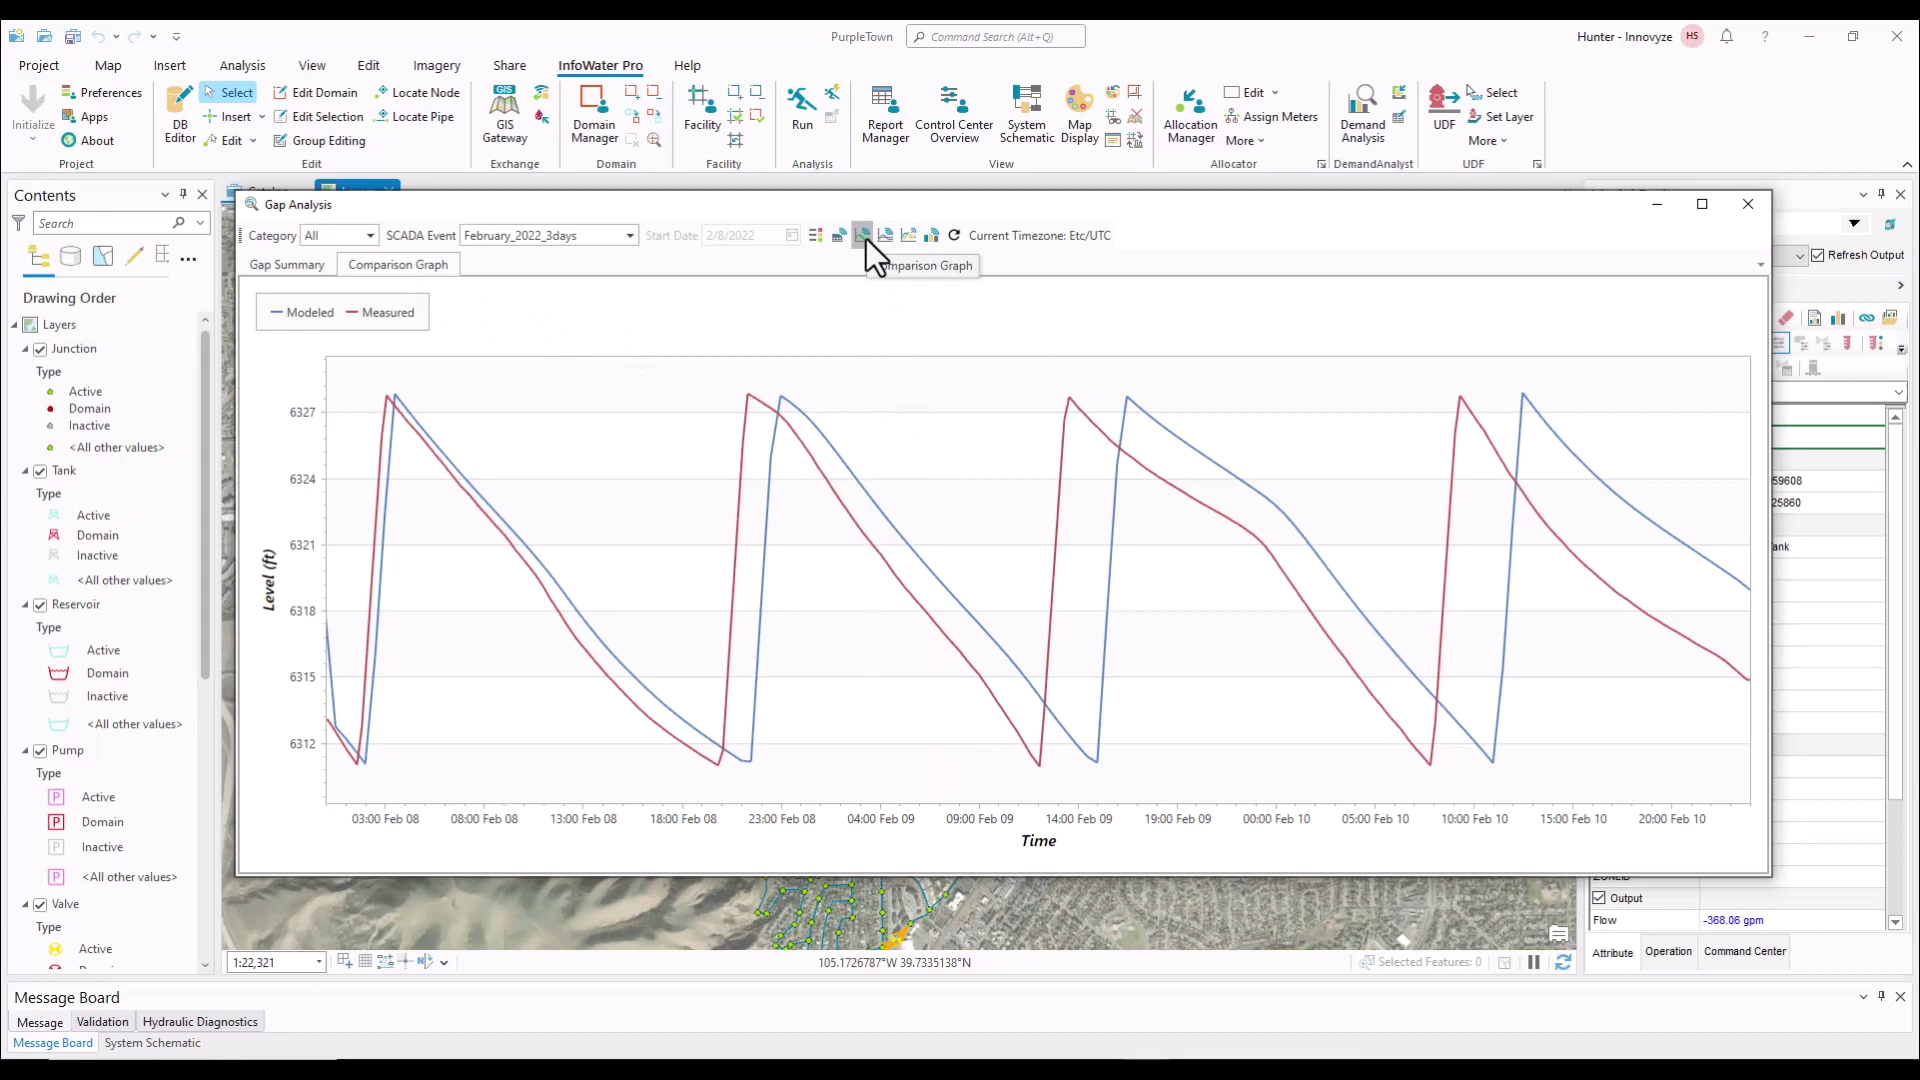 PurpleTown
Command Search (Alt+Q)
Hunter - Innovyze
HS
?
Project Map Insert Analysis View Edit Imagery Share InfoWater Pro Help
Initialize
Preferences
Apps
About
Project
DB Editor
Select
Insert
Edit
Edit Domain
Edit Selection
Group Editing
Locate Node
Locate Pipe
Edit
GIS
GIS Gateway
Exchange
Domain Manager
Domain
Facility
Facility
Run
Analysis
Report Manager
Control Center Overview
System Schematic
Map Display
View
Allocation Manager
Edit
Assign Meters
More
Allocator
Demand Analysis
DemandAnalyst
UDF
Select
Set Layer
More
UDF
Contents
Search
Drawing Order
Layers
Junction
Type
Active
Domain
Inactive
<All other values>
Tank
Type
Active
Domain
Inactive
<All other values>
Reservoir
Type
Active
Domain
Inactive
<All other values>
Pump
Type
P Active
P Domain
P Inactive
P <All other values>
Valve
Type
Active
Gap Analysis
Category All SCADA Event February_2022_3days Start Date 2/8/2022 Current Timezone: Etc/UTC
Gap Summary Comparison Graph
omparison Graph
Modeled Measured
6327
6324
6321
6318
6315
6312
Level (ft)
03:00 Feb 08 08:00 Feb 08 13:00 Feb 08 18:00 Feb 08 23:00 Feb 08 04:00 Feb 09 09:00 Feb 09 14:00 Feb 09 19:00 Feb 09 00:00 Feb 10 05:00 Feb 10 10:00 Feb 10 15:00 Feb 10 20:00 Feb 10
Time
Refresh Output
59608
25860
ank
Output
Flow -368.06 gpm
Attribute Operation Command Center
1:22,321
105.1726787°W 39.7335138°N
Selected Features: 0
Message Board
Message Validation Hydraulic Diagnostics
Message Board System Schematic